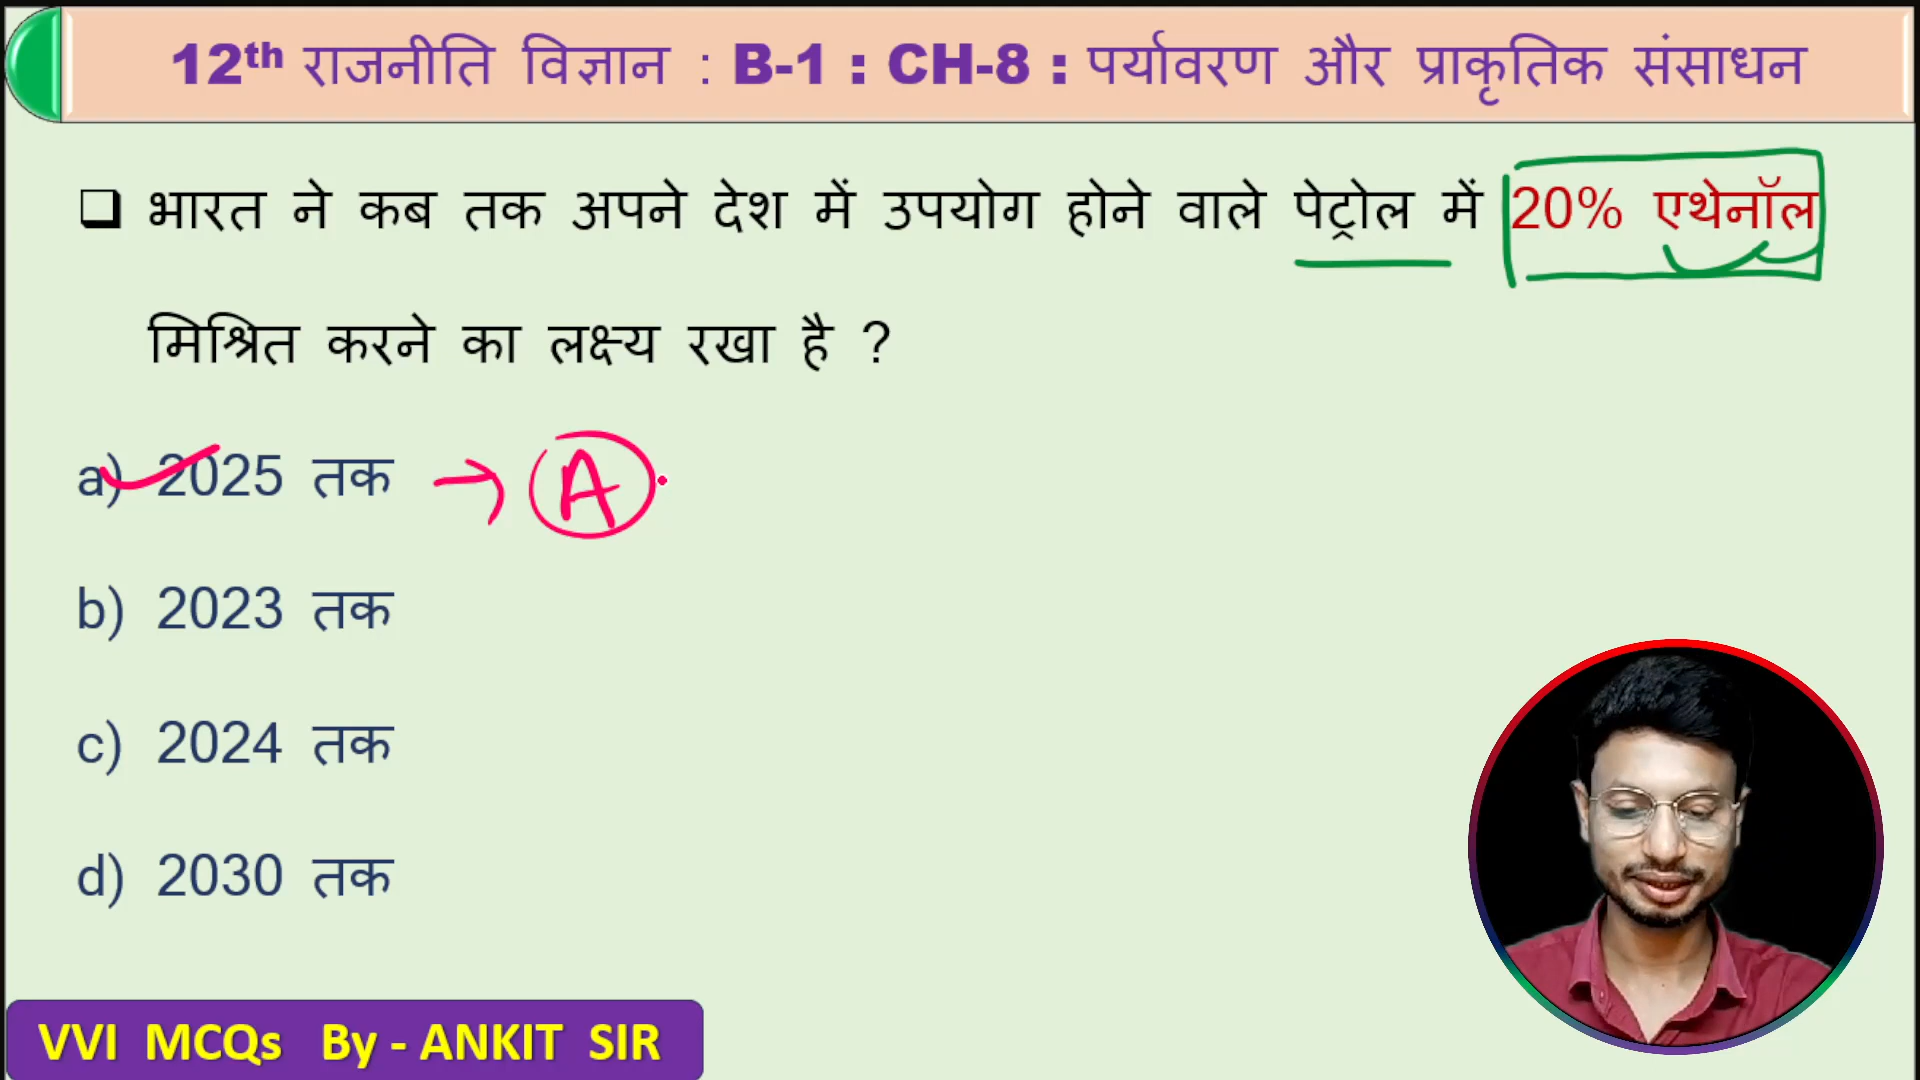 12th राजनीति विज्ञान : B-1 : CH-8 : पर्यावरण और प्राकृतिक संसाधन
❑ भारत ने कब तक अपने देश में उपयोग होने वाले पेट्रोल में 20% एथेनॉल
मिश्रित करने का लक्ष्य रखा है ?
a) 2025 तक → A
b) 2023 तक
c) 2024 तक
d) 2030 तक
VVI MCQs By - ANKIT SIR